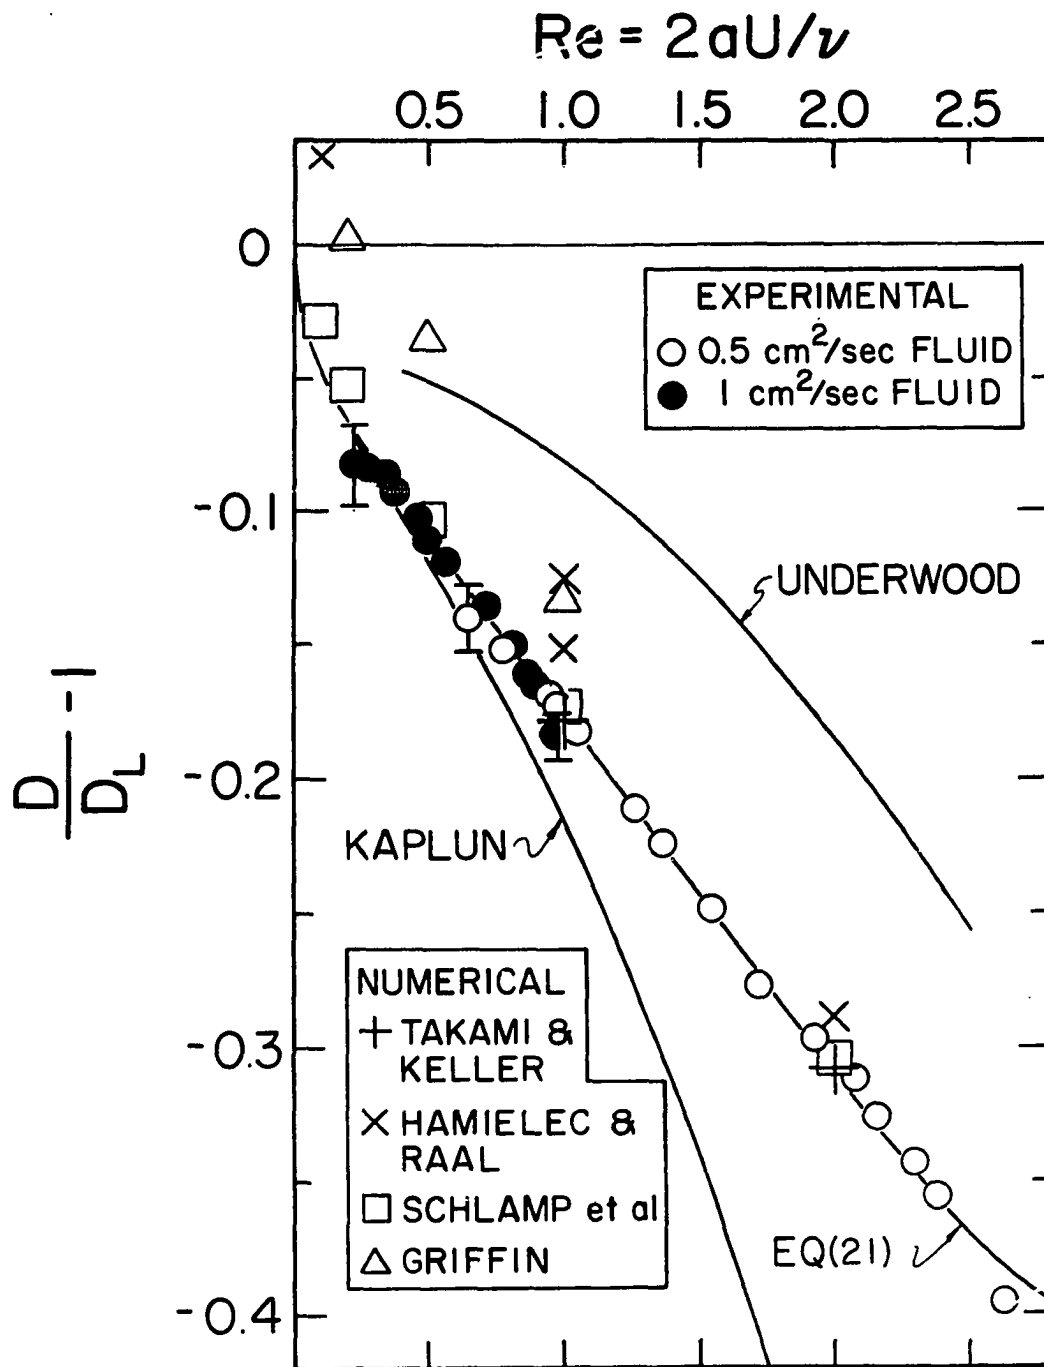 Re = 2aU/ν
0.5 1.0 1.5 2.0 2.5
0
-0.1
-0.2
-0.3
-0.4
D/D_L -1
EXPERIMENTAL
○ 0.5 cm²/sec FLUID
● 1 cm²/sec FLUID
UNDERWOOD
KAPLUN
NUMERICAL
+ TAKAMI &
KELLER
× HAMIELEC &
RAAL
□ SCHLAMP et al
△ GRIFFIN
EQ(21)